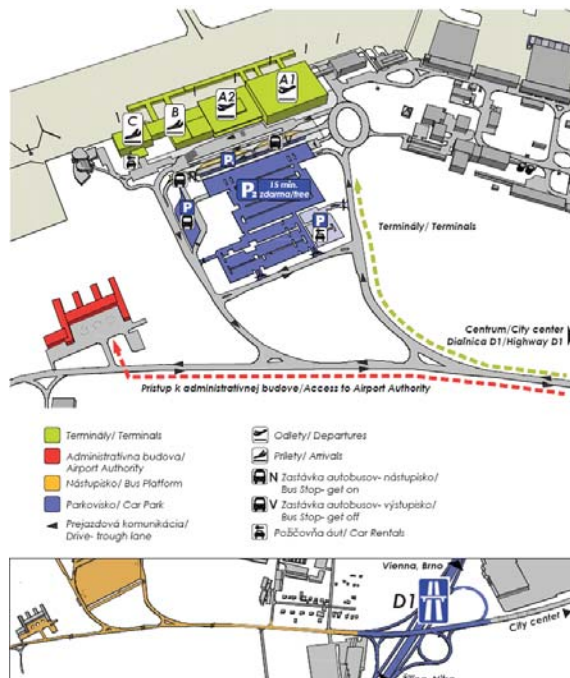 A1
A2
B
C
P
15 min.
P2 zdarma/free
P
P
Terminály/ Terminals
Centrum/City center
Diaľnica D1/Highway D1
Prístup k administratívnej budove/Access to Airport Authority
Terminály/ Terminals
Administratívna budova/
Airport Authority
Nástupisko/ Bus Platform
Parkovisko/ Car Park
Prejazdová komunikácia/
Drive- trough lane
Odlety/ Departures
Prílety/ Arrivals
N Zastávka autobusov- nástupisko/
Bus Stop- get on
V Zastávka autobusov- výstupisko/
Bus Stop- get off
Požičovňa áut/ Car Rentals
Vienna, Brno
D1
City center